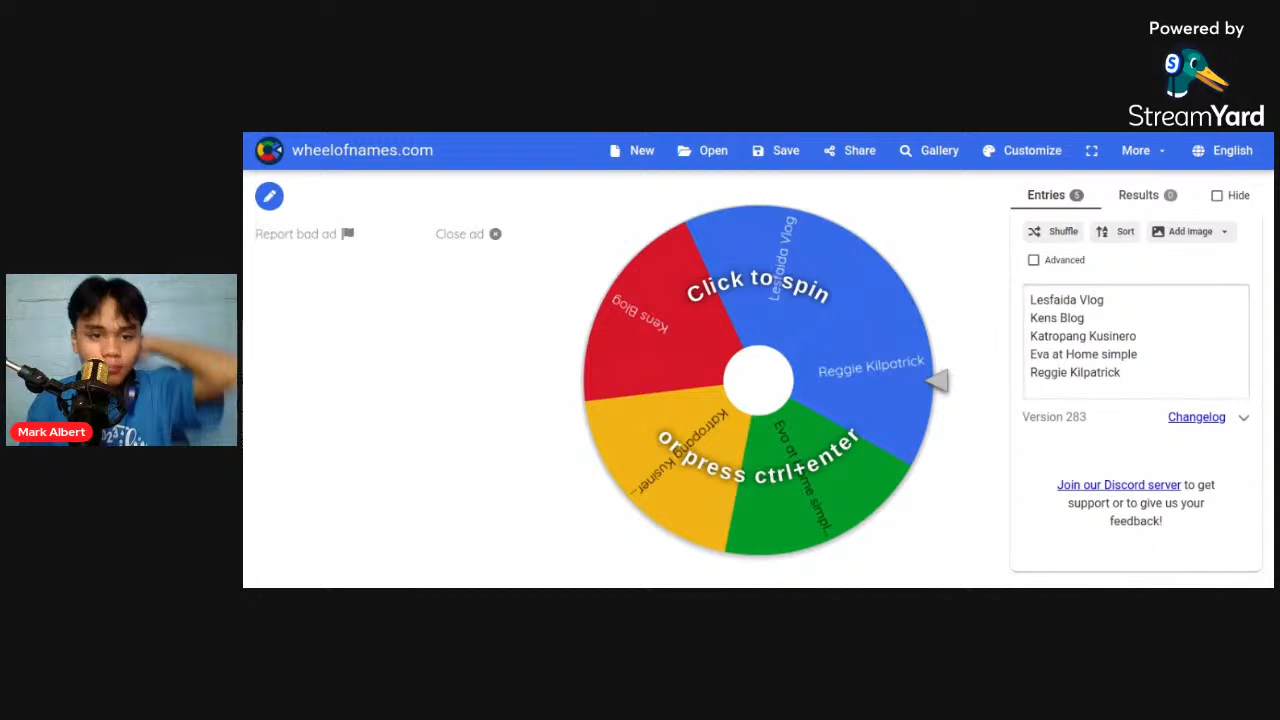 Powered by
S
StreamYard
wheelofnames.com
New
Open
Save
Share
Gallery
Customize
More
English
Report bad ad
Close ad
Entries 5
Results 0
Hide
Shuffle
Sort
Add image
Advanced
Lesfaida Vlog
Kens Blog
Katropang Kusinero
Eva at Home simple
Reggie Kilpatrick
Version 283
Changelog
Join our Discord server to get
support or to give us your
feedback!
Lesfaida Vlog
Click to spin
Kens Blog
Reggie Kilpatrick
Katropang Kusiner...
Eva at Home simpl...
or press ctrl+enter
Mark Albert